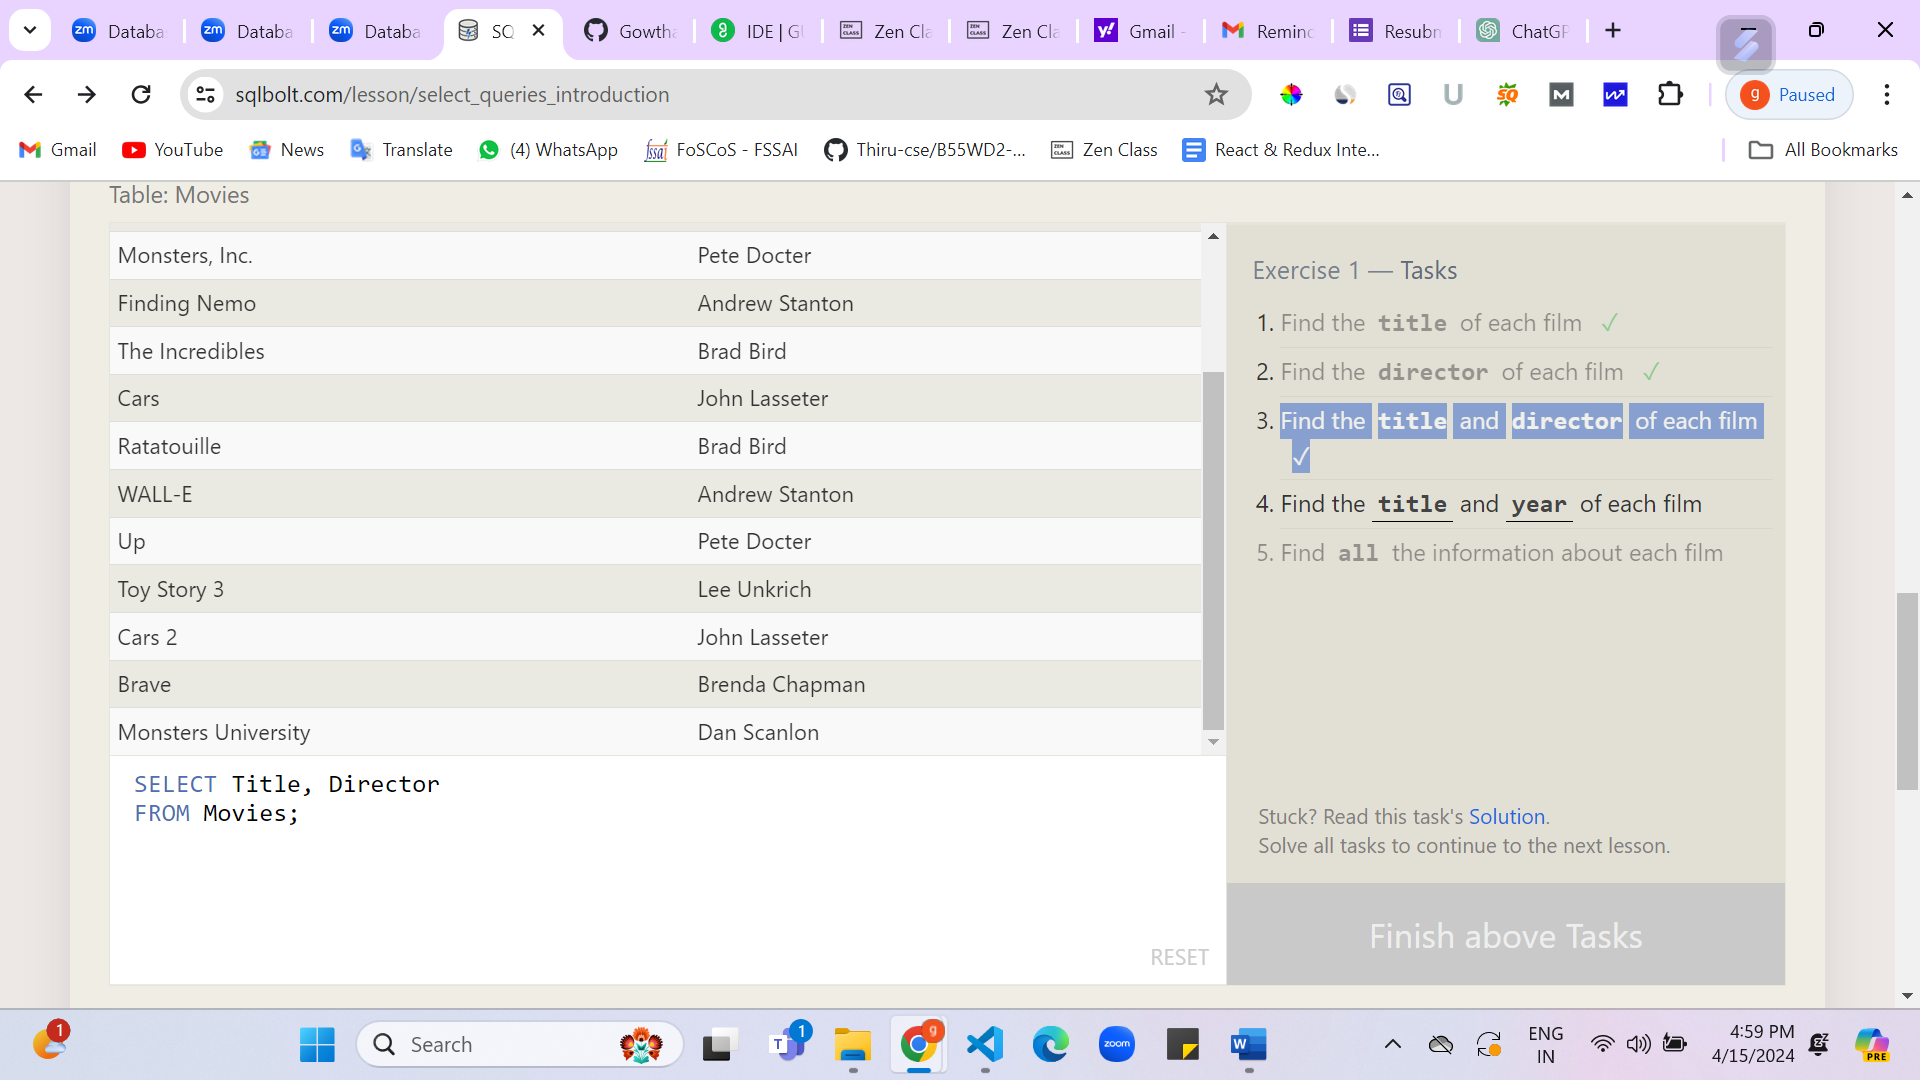 zm Databa
zm Databa
zm Databa
SQ
Gowtha
IDE | G
Zen Cla
Zen Cla
Gmail -
Reminc
Resubn
ChatGP
sqlbolt.com/lesson/select_queries_introduction
g Paused
Gmail
YouTube
News
Translate
(4) WhatsApp
fssai FoSCoS - FSSAI
Thiru-cse/B55WD2-...
Zen Class
React & Redux Inte...
All Bookmarks
Table: Movies
Monsters, Inc. Pete Docter
Finding Nemo Andrew Stanton
The Incredibles Brad Bird
Cars John Lasseter
Ratatouille Brad Bird
WALL-E Andrew Stanton
Up Pete Docter
Toy Story 3 Lee Unkrich
Cars 2 John Lasseter
Brave Brenda Chapman
Monsters University Dan Scanlon
SELECT Title, Director
FROM Movies;
RESET
Exercise 1 — Tasks
1. Find the title of each film ✓
2. Find the director of each film ✓
3. Find the title and director of each film
✓
4. Find the title and year of each film
5. Find all the information about each film
Stuck? Read this task's Solution.
Solve all tasks to continue to the next lesson.
Finish above Tasks
1
Search
1
g
zoom
W
ENG
IN
4:59 PM
4/15/2024
PRE